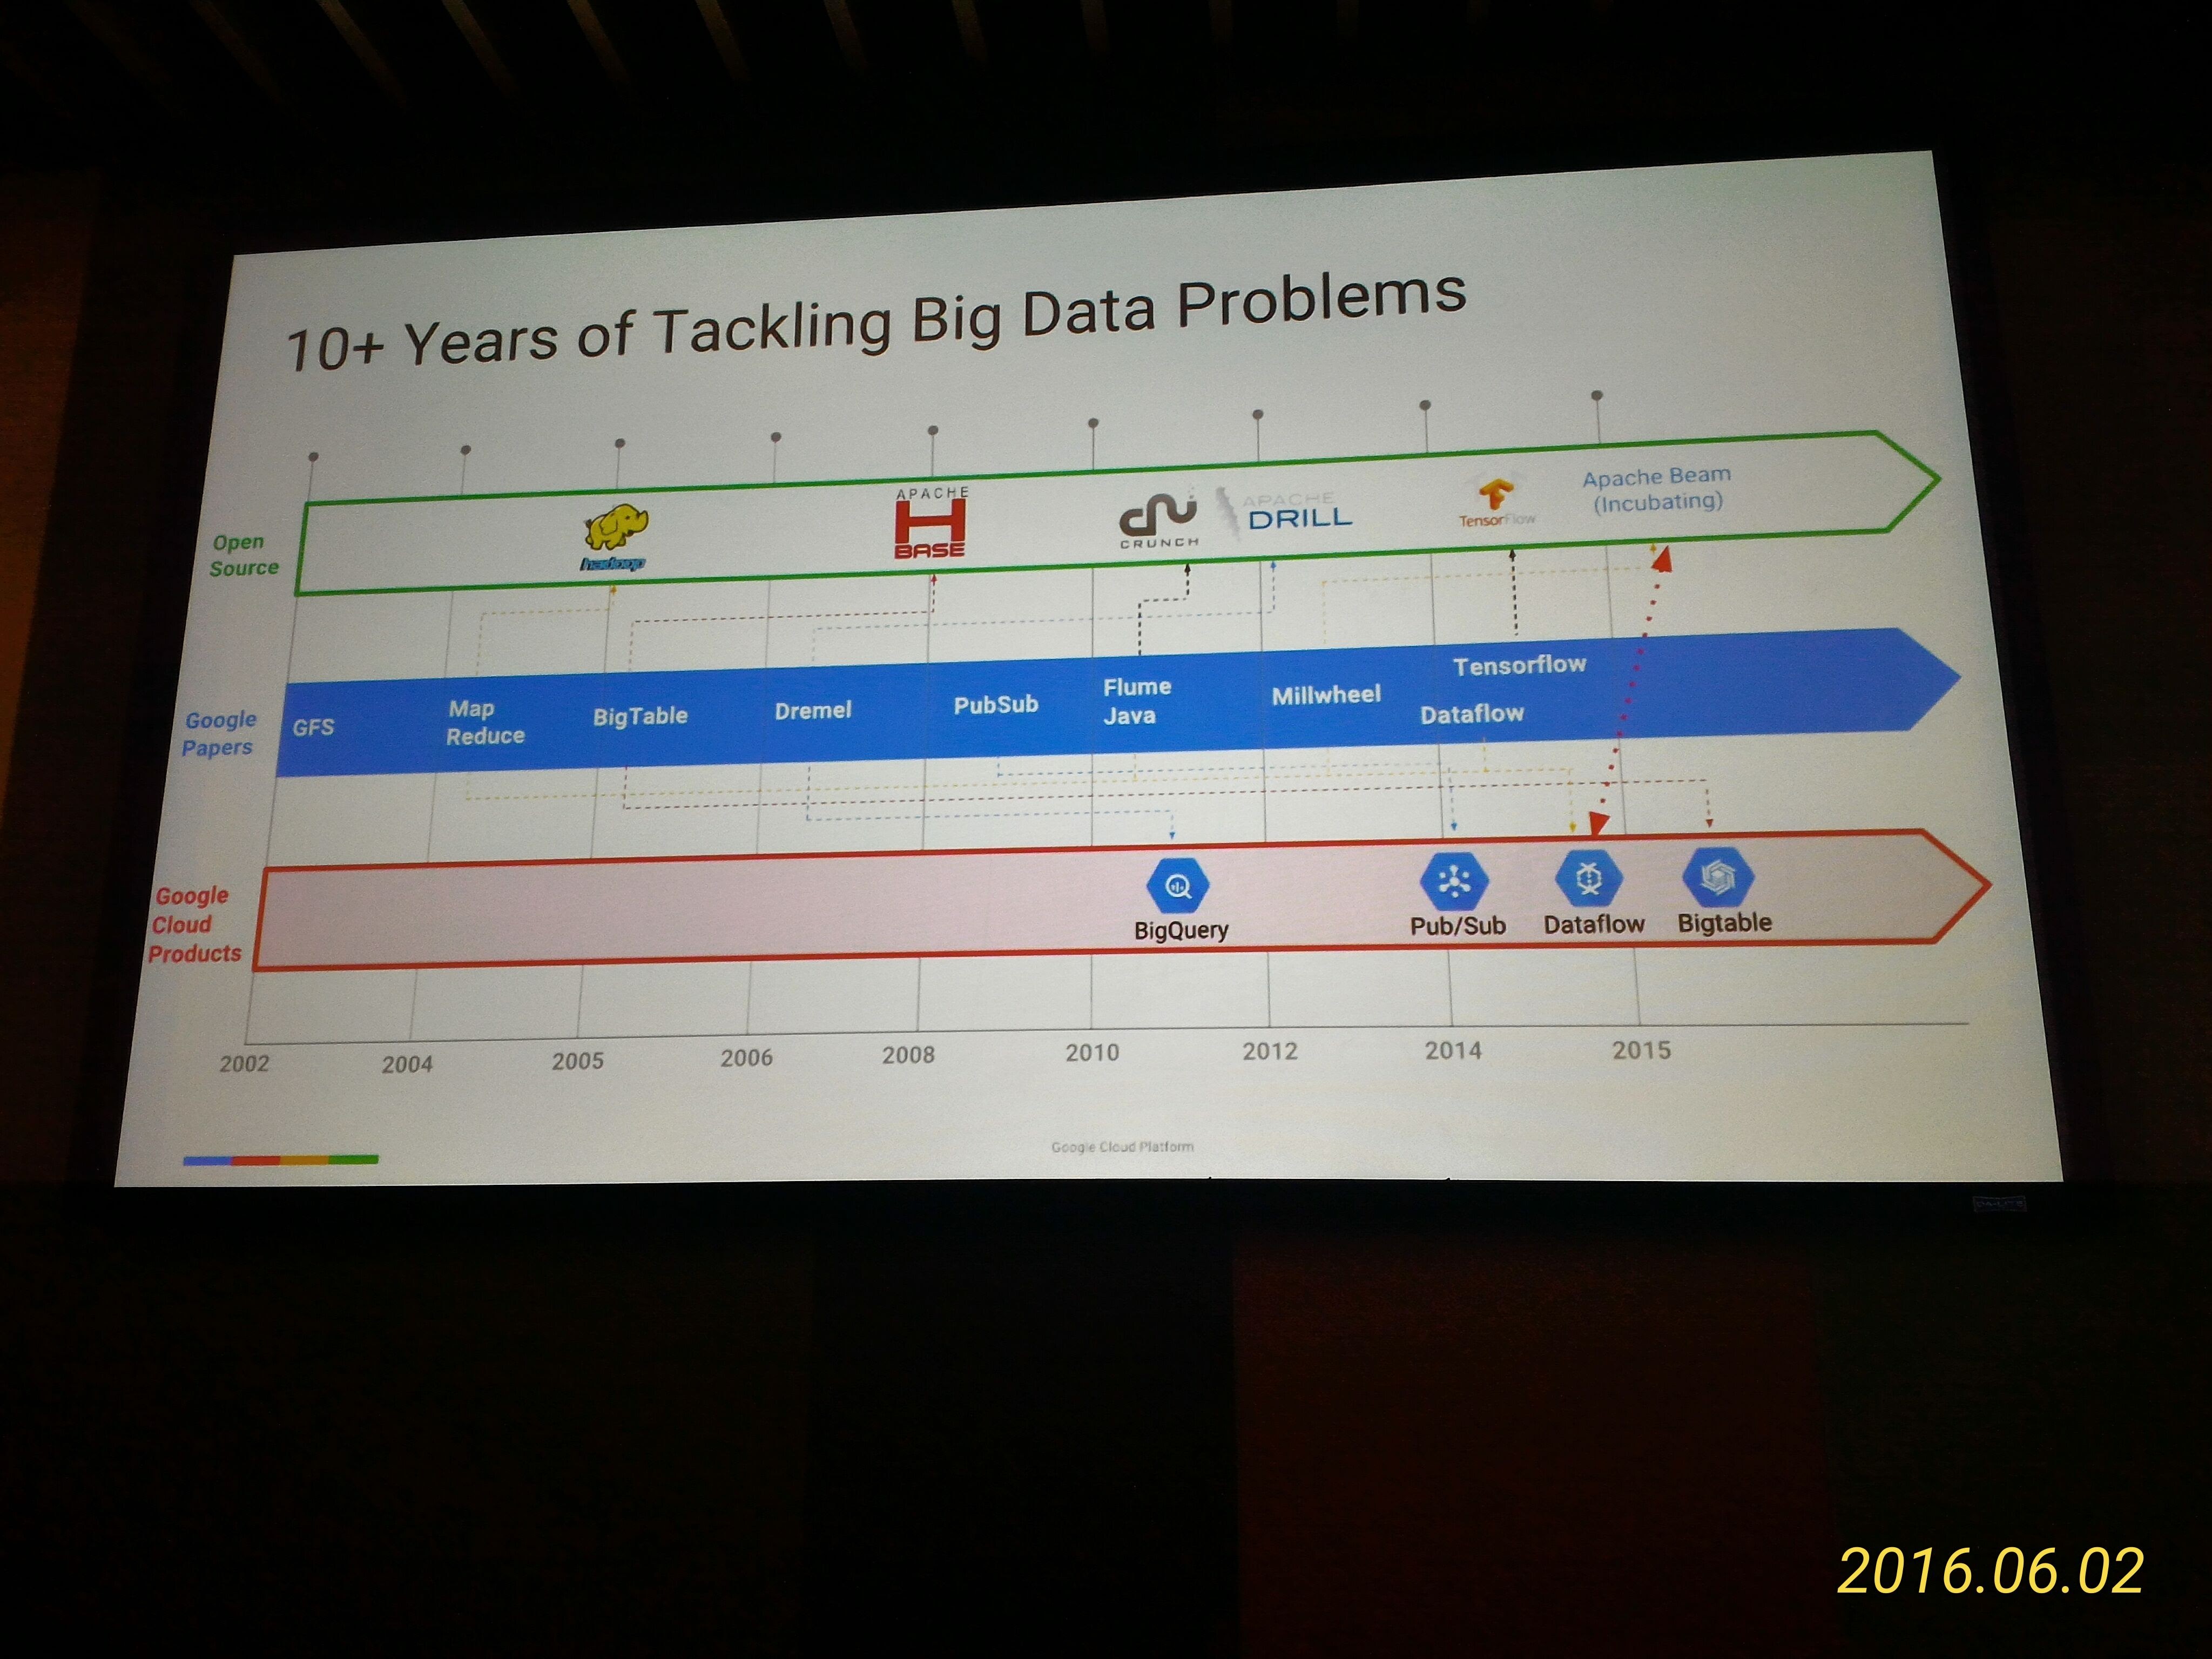 10+ Years of Tackling Big Data Problems
Open
Source
hadoop
APACHE
H
BASE
CRUNCH
APACHE
DRILL
TensorFlow
Apache Beam
(Incubating)
Google
Papers
GFS
Map
Reduce
BigTable
Dremel
PubSub
Flume
Java
Millwheel
Tensorflow
Dataflow
Google
Cloud
Products
BigQuery
Pub/Sub
Dataflow
Bigtable
2002 2004 2005 2006 2008 2010 2012 2014 2015
Google Cloud Platform
2016.06.02